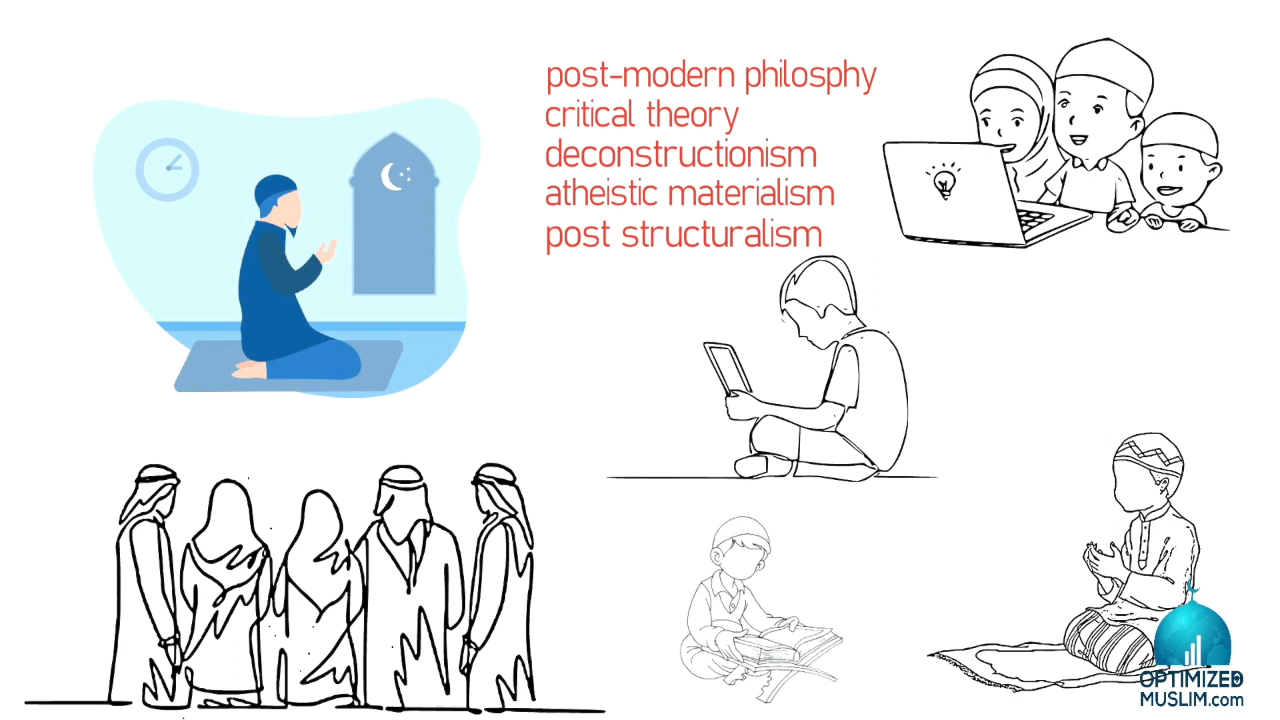 post-modern philosphy
critical theory
deconstructionism
atheistic materialism
post structuralism
OPTIMIZED
MUSLIM.com